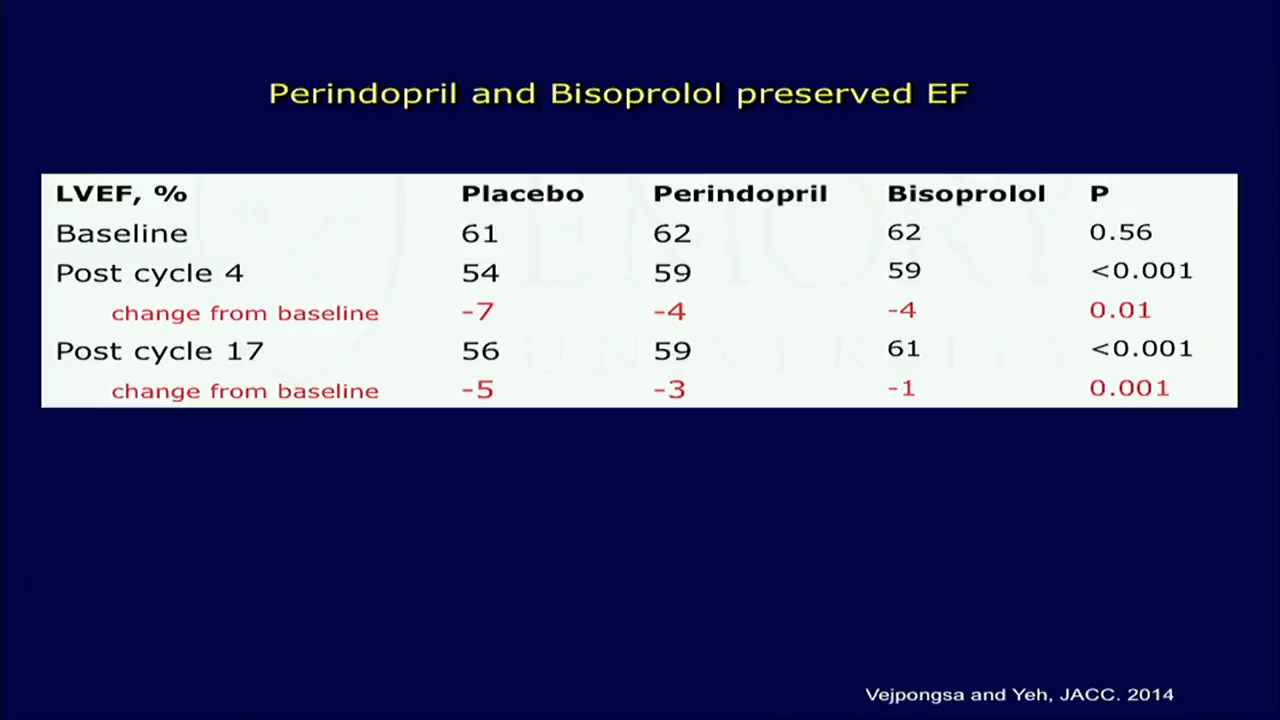 Perindopril and Bisoprolol preserved EF
LVEF, % Placebo Perindopril Bisoprolol P
Baseline 61 62 62 0.56
Post cycle 4 54 59 59 <0.001
change from baseline -7 -4 -4 0.01
Post cycle 17 56 59 61 <0.001
change from baseline -5 -3 -1 0.001
EMORY
UNIVERSITY
Vejpongsa and Yeh, JACC. 2014